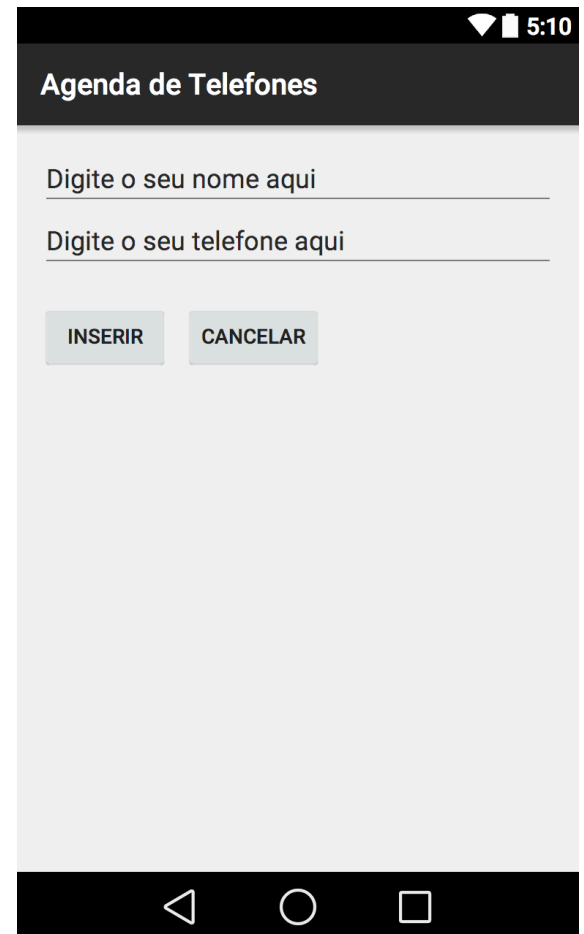 5:10
Agenda de Telefones
Digite o seu nome aqui
Digite o seu telefone aqui
INSERIR CANCELAR